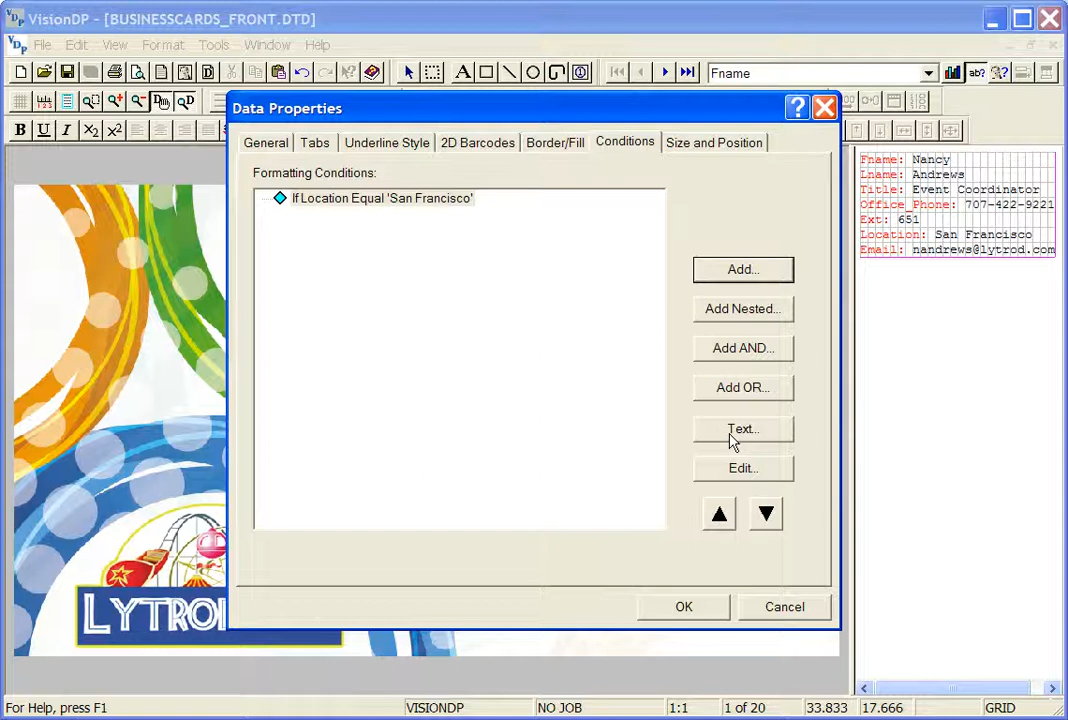 VisionDP - [BUSINESSCARDS_FRONT.DTD]
File Edit View Format Tools Window Help
Fname
ab?
B U I X2 X2
Data Properties
General Tabs Underline Style 2D Barcodes Border/Fill Conditions Size and Position
Formatting Conditions:
If Location Equal 'San Francisco'
Add...
Add Nested...
Add AND...
Add OR...
Text...
Edit...
OK Cancel
Fname: Nancy
Lname: Andrews
Title: Event Coordinator
Office_Phone: 707-422-9221
Ext: 651
Location: San Francisco
Email: nandrews@lytrod.com
LYTRO
For Help, press F1 VISIONDP NO JOB 1:1 1 of 20 33.833 17.666 GRID